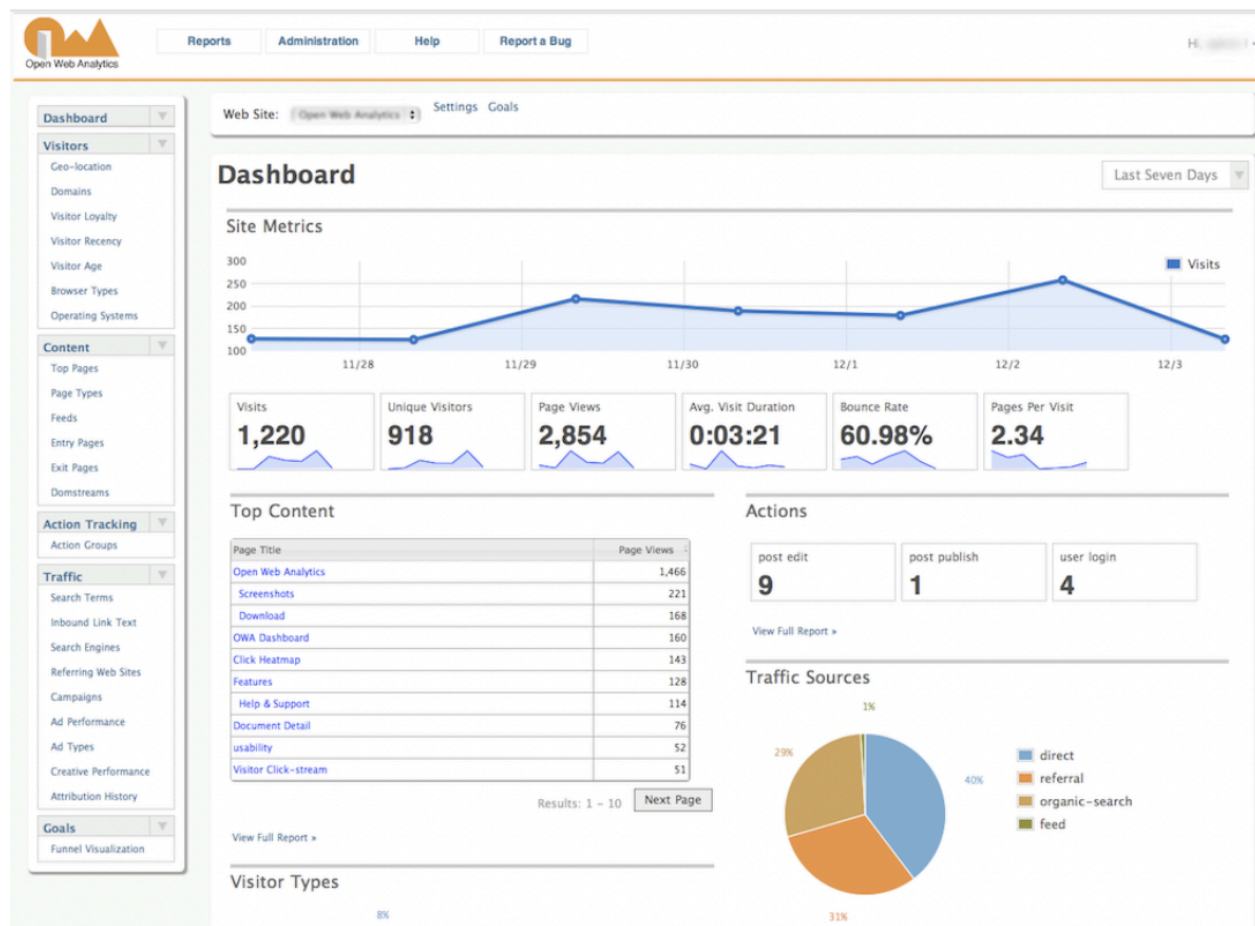 Open Web Analytics
Reports Administration Help Report a Bug
Hi,
Dashboard
Visitors
Geo-location
Domains
Visitor Loyalty
Visitor Recency
Visitor Age
Browser Types
Operating Systems
Content
Top Pages
Page Types
Feeds
Entry Pages
Exit Pages
Domstreams
Action Tracking
Action Groups
Traffic
Search Terms
Inbound Link Text
Search Engines
Referring Web Sites
Campaigns
Ad Performance
Ad Types
Creative Performance
Attribution History
Goals
Funnel Visualization
Web Site: Open Web Analytics Settings Goals
Dashboard
Last Seven Days
Site Metrics
Visits
300
250
200
150
100
11/28 11/29 11/30 12/1 12/2 12/3
Visits Unique Visitors Page Views Avg. Visit Duration Bounce Rate Pages Per Visit
1,220 918 2,854 0:03:21 60.98% 2.34
Top Content
Page Title Page Views
Open Web Analytics 1,466
Screenshots 221
Download 168
OWA Dashboard 160
Click Heatmap 143
Features 128
Help & Support 114
Document Detail 76
usability 52
Visitor Click-stream 51
Results: 1 - 10 Next Page
View Full Report »
Visitor Types
8%
Actions
post edit post publish user login
9 1 4
View Full Report »
Traffic Sources
1%
29%
40%
31%
direct
referral
organic-search
feed